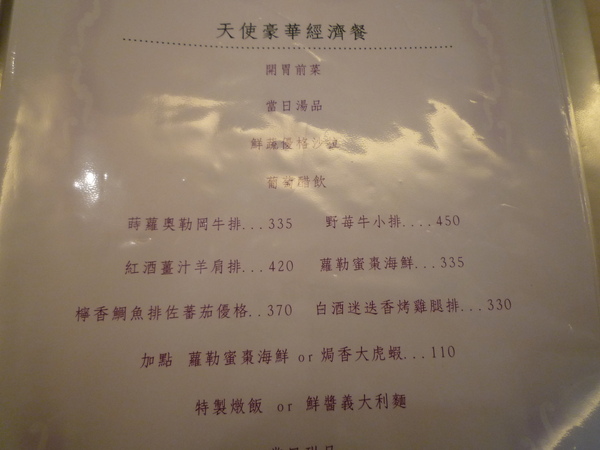 天使豪華經濟餐
開胃前菜
當日湯品
鮮蔬優格沙拉
葡萄醋飲
蒔蘿奧勒岡牛排...335 野莓牛小排....450
紅酒薑汁羊肩排...420 蘿勒蜜棗海鮮...335
檸香鯛魚排佐蕃茄優格..370 白酒迷迭香烤雞腿排...330
加點 蘿勒蜜棗海鮮 or 焗香大虎蝦...110
特製燉飯 or 鮮醬義大利麵